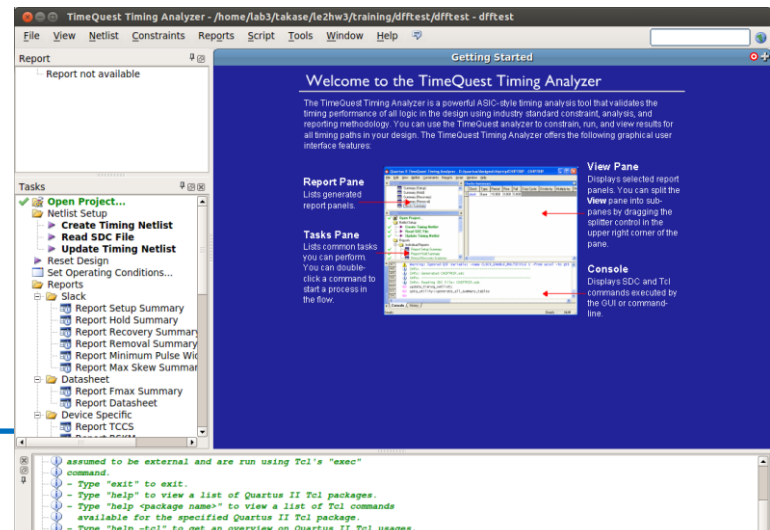 TimeQuest Timing Analyzer - /home/lab3/takase/le2hw3/training/dfftest/dfftest - dfftest
File View Netlist Constraints Reports Script Tools Window Help
Report
Report not available
Tasks
Open Project...
Netlist Setup
Create Timing Netlist
Read SDC File
Update Timing Netlist
Reset Design
Set Operating Conditions...
Reports
Slack
Report Setup Summary
Report Hold Summary
Report Recovery Summary
Report Removal Summary
Report Minimum Pulse Wid
Report Max Skew Summar
Datasheet
Report Fmax Summary
Report Datasheet
Device Specific
Report TCCS
Getting Started
Welcome to the TimeQuest Timing Analyzer
The TimeQuest Timing Analyzer is a powerful ASIC-style timing analysis tool that validates the
timing performance of all logic in the design using industry standard constraint, analysis, and
reporting methodology. You can use the TimeQuest analyzer to constrain, run, and view results for
all timing paths in your design. The TimeQuest Timing Analyzer offers the following graphical user
interface features:
Report Pane
Lists generated
report panels.
Tasks Pane
Lists common tasks
you can perform.
You can double-
click a command to
start a process in
the flow.
View Pane
Displays selected report
panels. You can split the
View pane into sub-
panes by dragging the
splitter control in the
upper right corner of the
pane.
Console
Displays SDC and Tcl
commands executed by
the GUI or command-
line.
assumed to be external and are run using Tcl's "exec"
command.
- Type "exit" to exit.
- Type "help" to view a list of Quartus II Tcl packages.
- Type "help <package name>" to view a list of Tcl commands
available for the specified Quartus II Tcl package.
- Type "help -tcl" to get an overview on Quartus II Tcl usages.